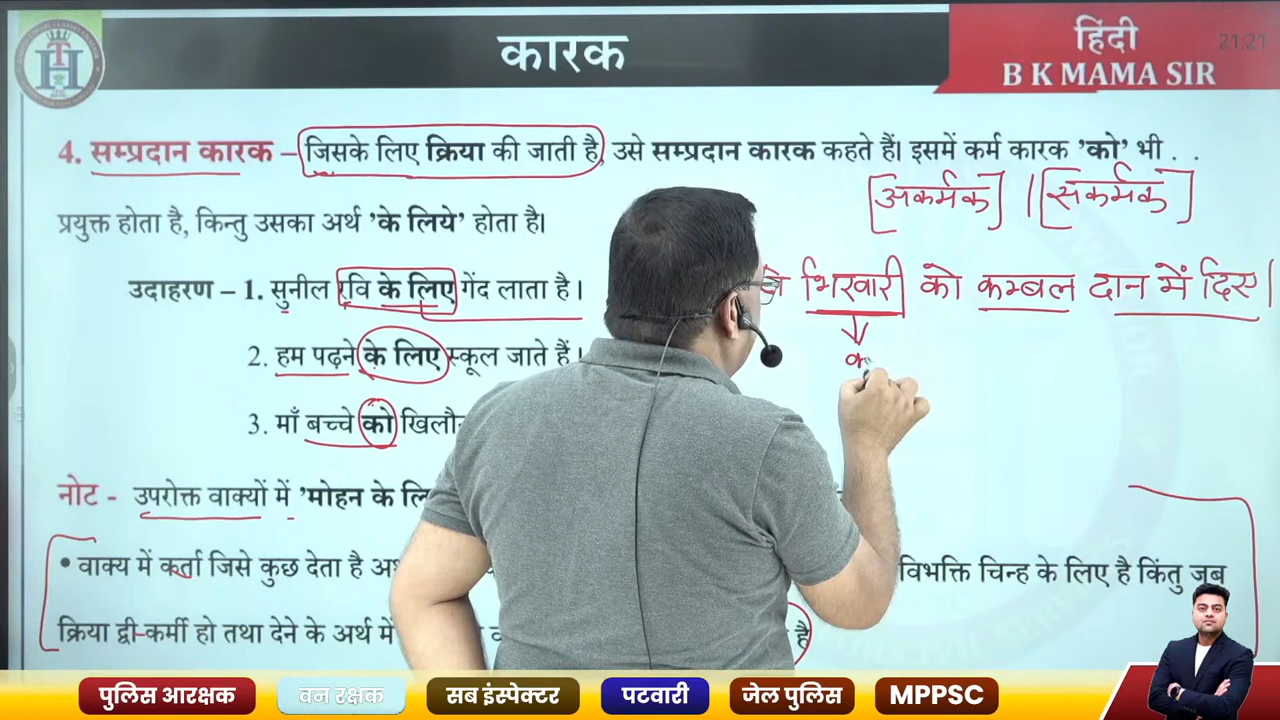 कारक
हिंदी
B K MAMA SIR
21:21
4. सम्प्रदान कारक – जिसके लिए क्रिया की जाती है, उसे सम्प्रदान कारक कहते हैं। इसमें कर्म कारक 'को' भी
[अकर्मक] | [सकर्मक]
प्रयुक्त होता है, किन्तु उसका अर्थ 'के लिये' होता है।
उदाहरण – 1. सुनील रवि के लिए गेंद लाता है।
भिखारी को कम्बल दान में दिए।
2. हम पढ़ने के लिए स्कूल जाते हैं।
3. माँ बच्चे को
नोट - उपरोक्त वाक्यों में 'मोहन के
• वाक्य में कर्ता जिसे कुछ देता है
विभक्ति चिन्ह के लिए है किंतु जब
क्रिया द्वी-कर्मी हो तथा देने के अर्थ में
है
पुलिस आरक्षक
वन रक्षक
सब इंस्पेक्टर
पटवारी
जेल पुलिस
MPPSC